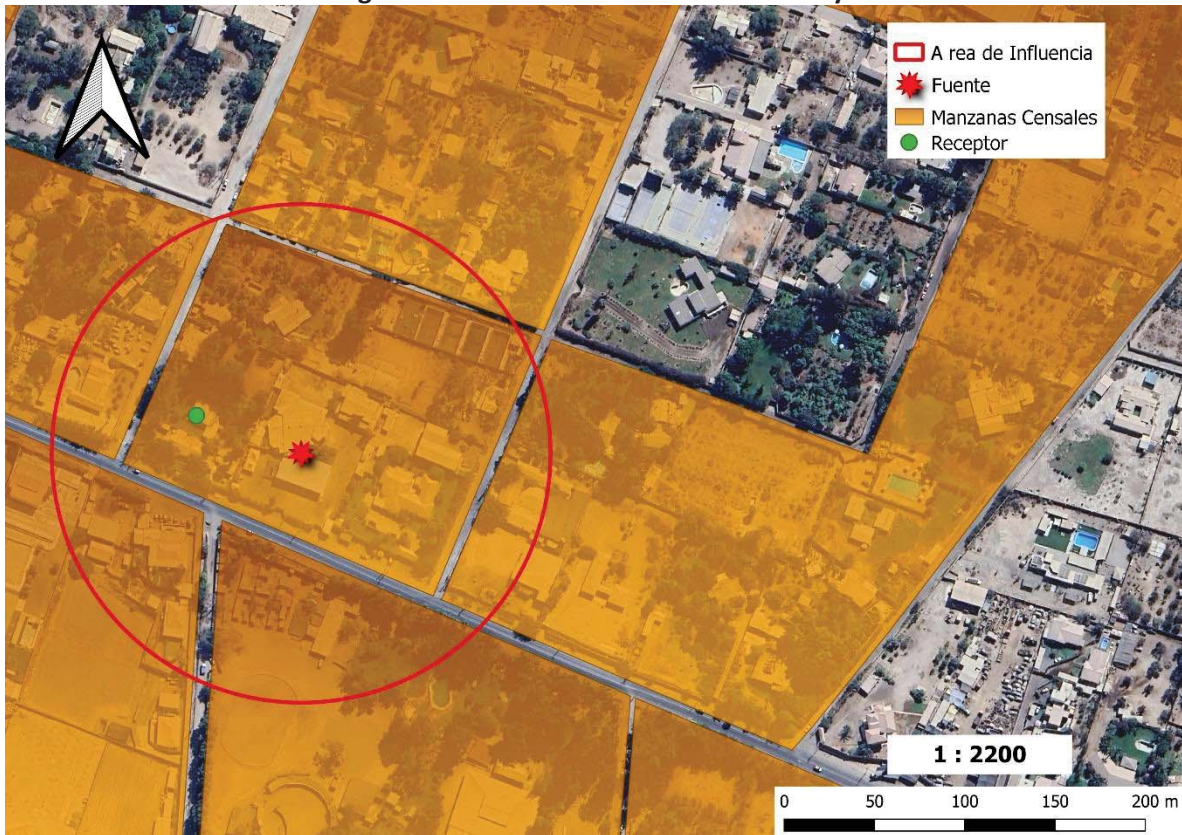 A rea de Influencia
Fuente
Manzanas Censales
Receptor
1 : 2200
0 50 100 150 200 m